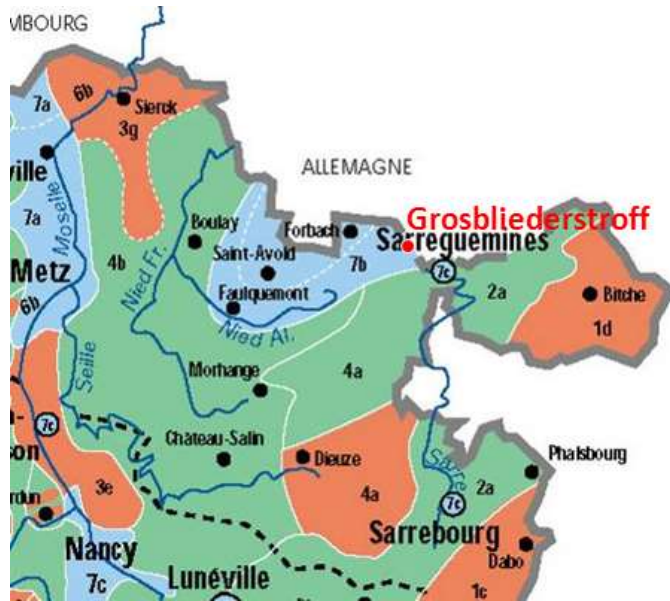 MBOURG
7a
6b
Sierck
3g
ville
ALLEMAGNE
7a
Moselle
Boulay
Forbach
Grosbliederstroff
Sarreguemines
Metz
4b
Nied Fr.
Saint-Avold
7b
7c
2a
Bitche
6b
Faulquemont
Nied Al.
1d
Seille
Morhange
4a
7c
son
Château-Salin
Dieuze
Sarre
Phalsbourg
3e
4a
7c
2a
rdun
Sarrebourg
Nancy
Dabo
7c
Lunéville
1c